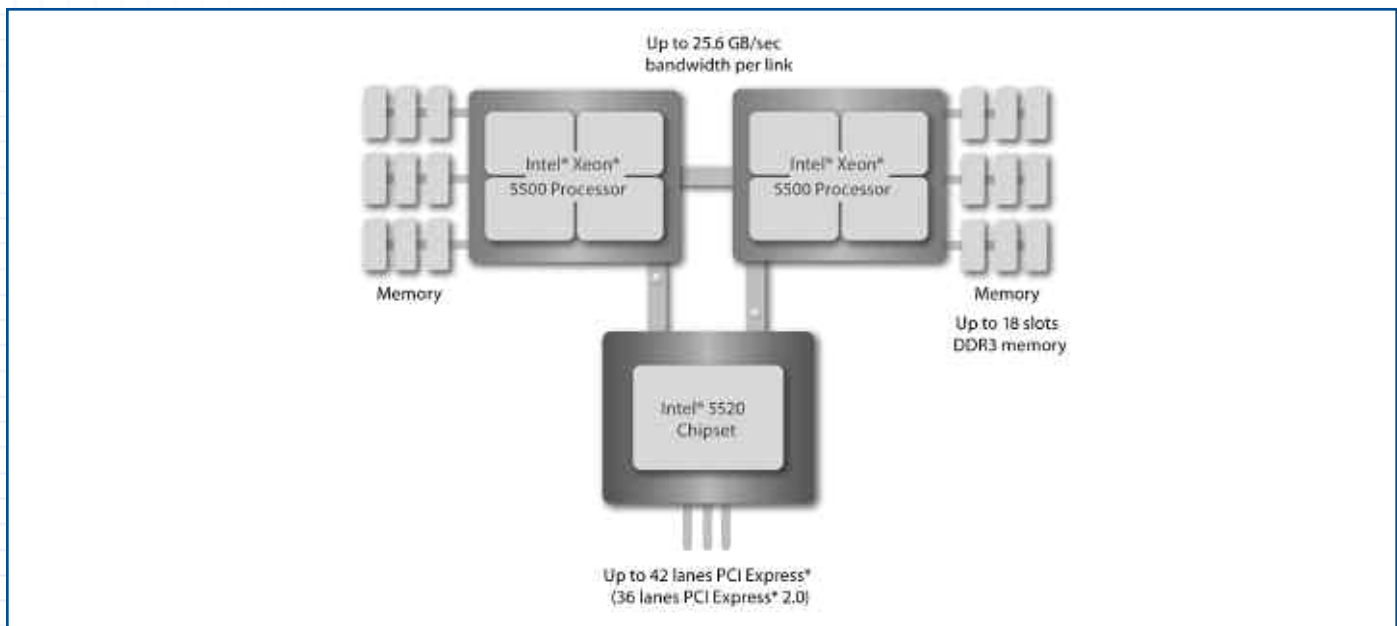 Up to 25.6 GB/sec
bandwidth per link
Intel® Xeon®
5500 Processor
Intel® Xeon®
5500 Processor
Memory
Memory
Up to 18 slots
DDR3 memory
Intel® 5520
Chipset
Up to 42 lanes PCI Express*
(36 lanes PCI Express* 2.0)